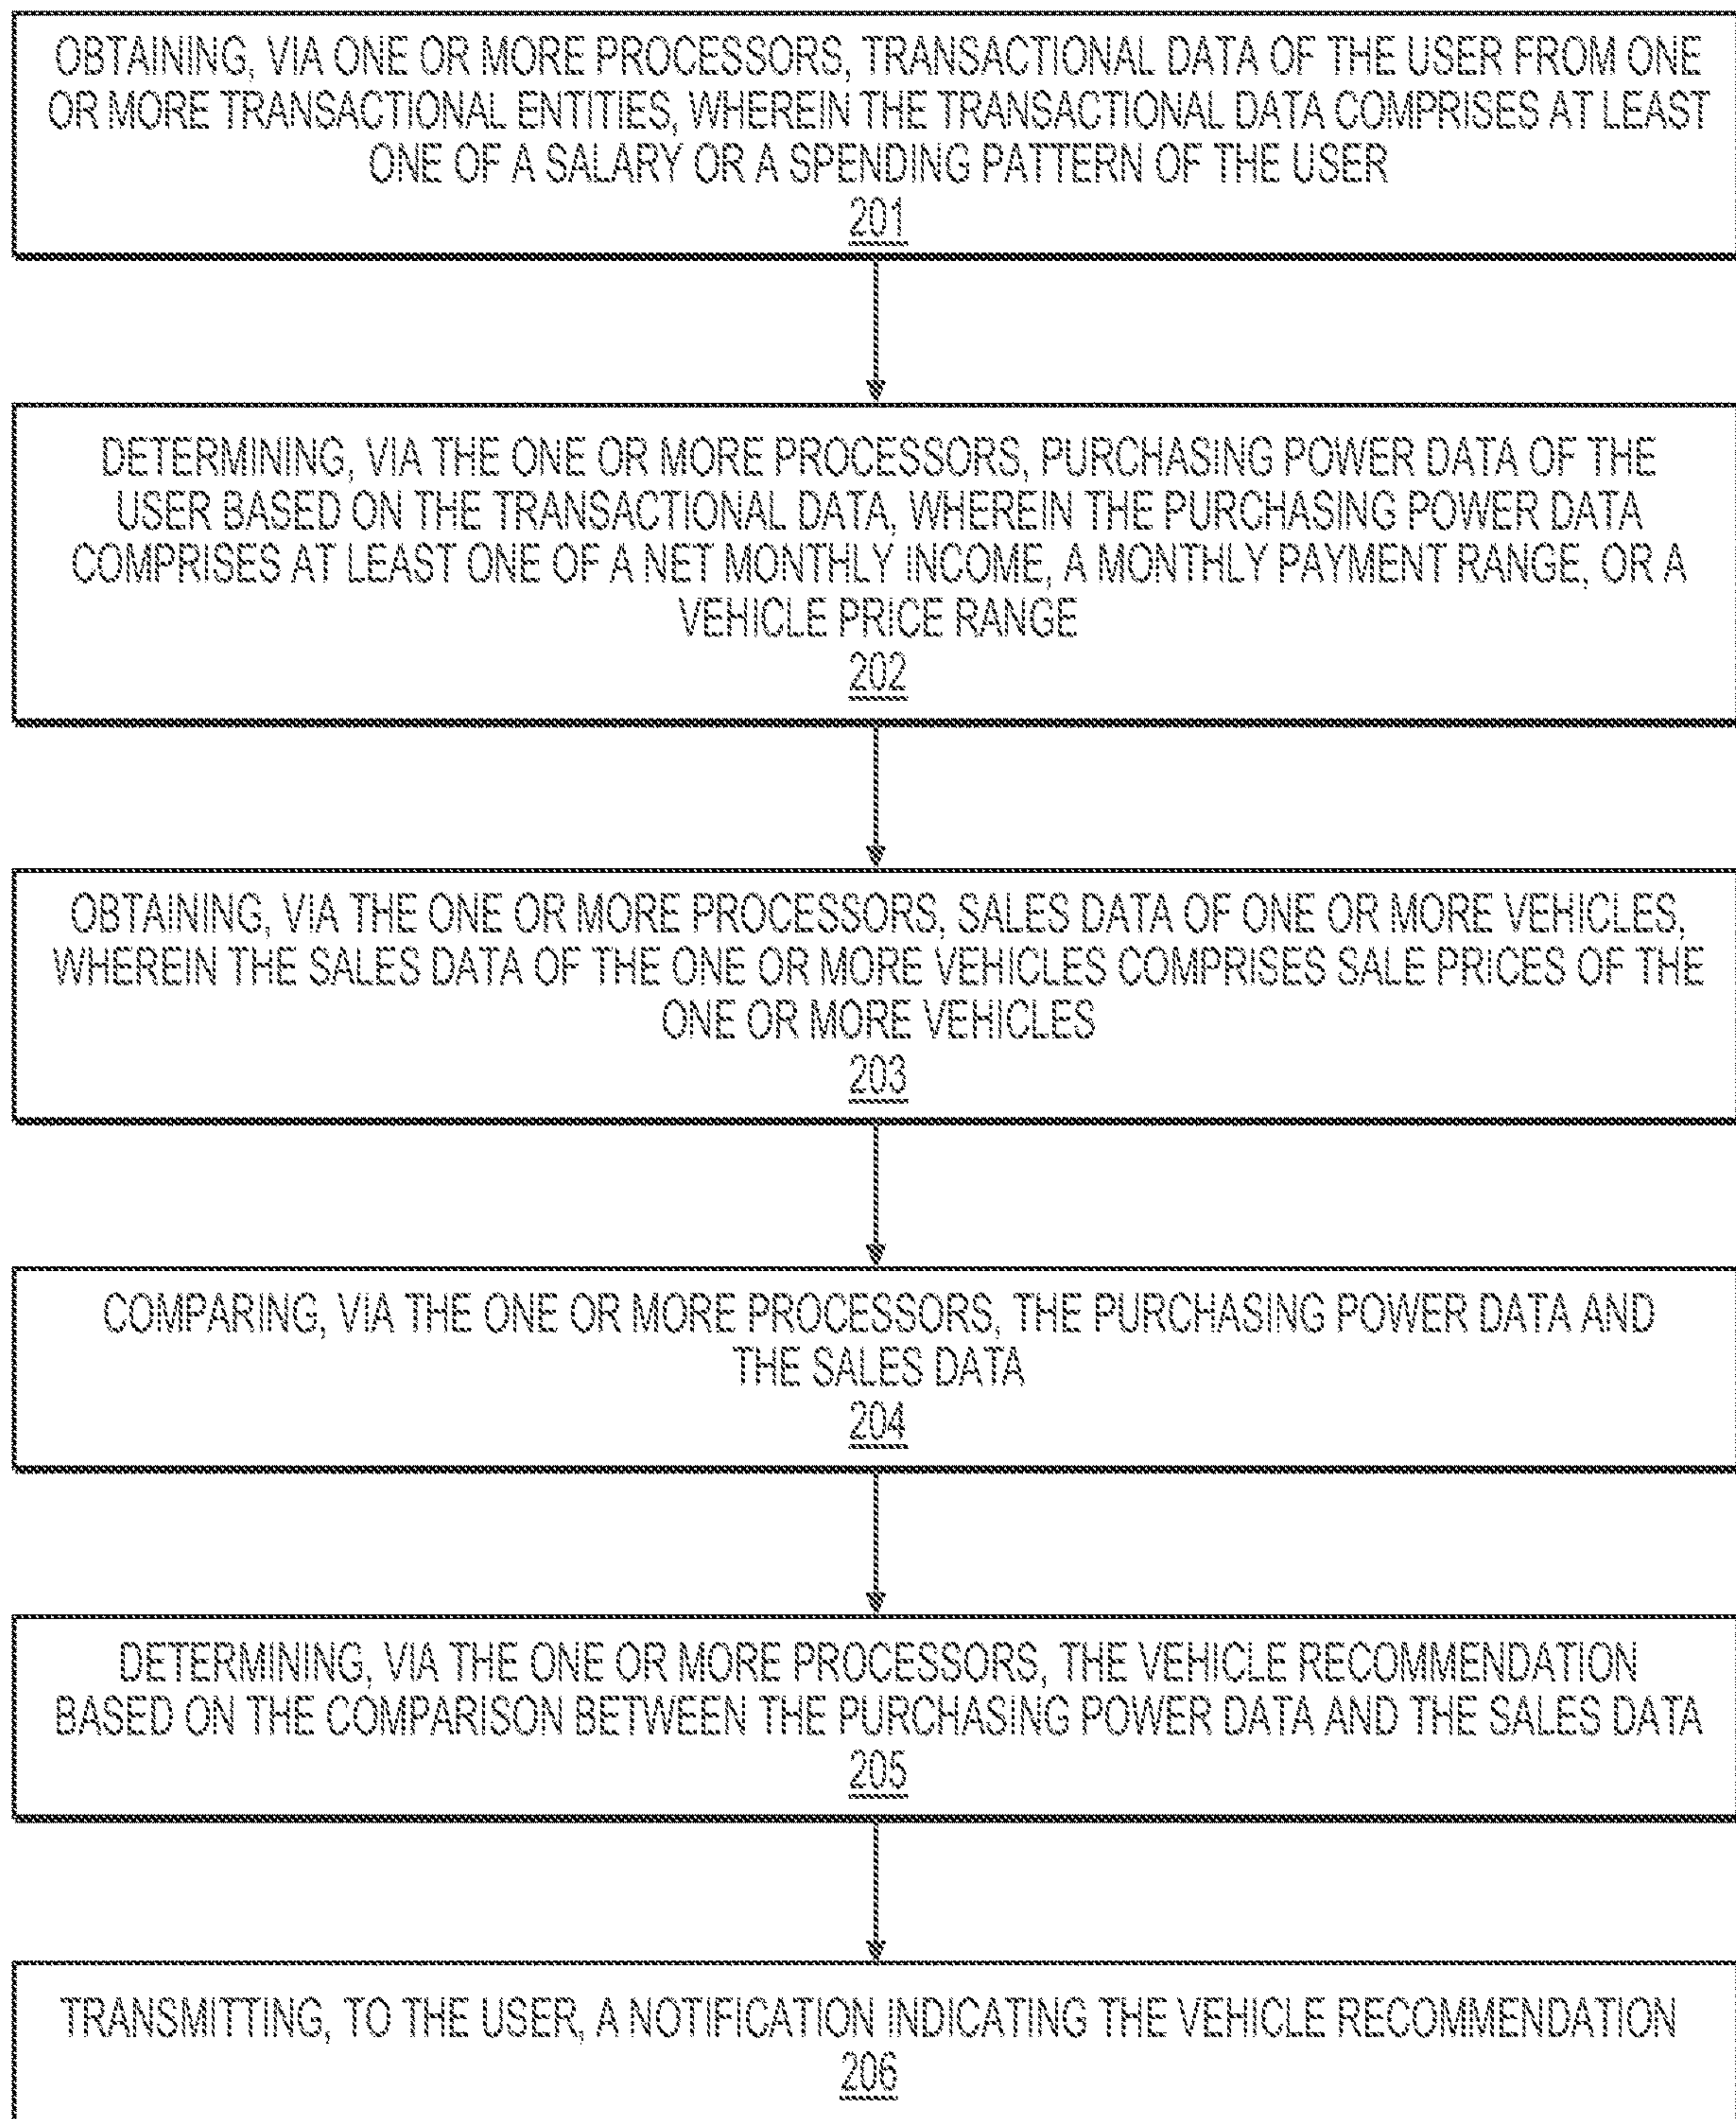 OBTAINING, VIA ONE OR MORE PROCESSORS, TRANSACTIONAL DATA OF THE USER FROM ONE
OR MORE TRANSACTIONAL ENTITIES, WHEREIN THE TRANSACTIONAL DATA COMPRISES AT LEAST
ONE OF A SALARY OR A SPENDING PATTERN OF THE USER
201
DETERMINING, VIA THE ONE OR MORE PROCESSORS, PURCHASING POWER DATA OF THE
USER BASED ON THE TRANSACTIONAL DATA, WHEREIN THE PURCHASING POWER DATA
COMPRISES AT LEAST ONE OF A NET MONTHLY INCOME, A MONTHLY PAYMENT RANGE, OR A
VEHICLE PRICE RANGE
202
OBTAINING, VIA THE ONE OR MORE PROCESSORS, SALES DATA OF ONE OR MORE VEHICLES,
WHEREIN THE SALES DATA OF THE ONE OR MORE VEHICLES COMPRISES SALE PRICES OF THE
ONE OR MORE VEHICLES
203
COMPARING, VIA THE ONE OR MORE PROCESSORS, THE PURCHASING POWER DATA AND
THE SALES DATA
204
DETERMINING, VIA THE ONE OR MORE PROCESSORS, THE VEHICLE RECOMMENDATION
BASED ON THE COMPARISON BETWEEN THE PURCHASING POWER DATA AND THE SALES DATA
205
TRANSMITTING, TO THE USER, A NOTIFICATION INDICATING THE VEHICLE RECOMMENDATION
206